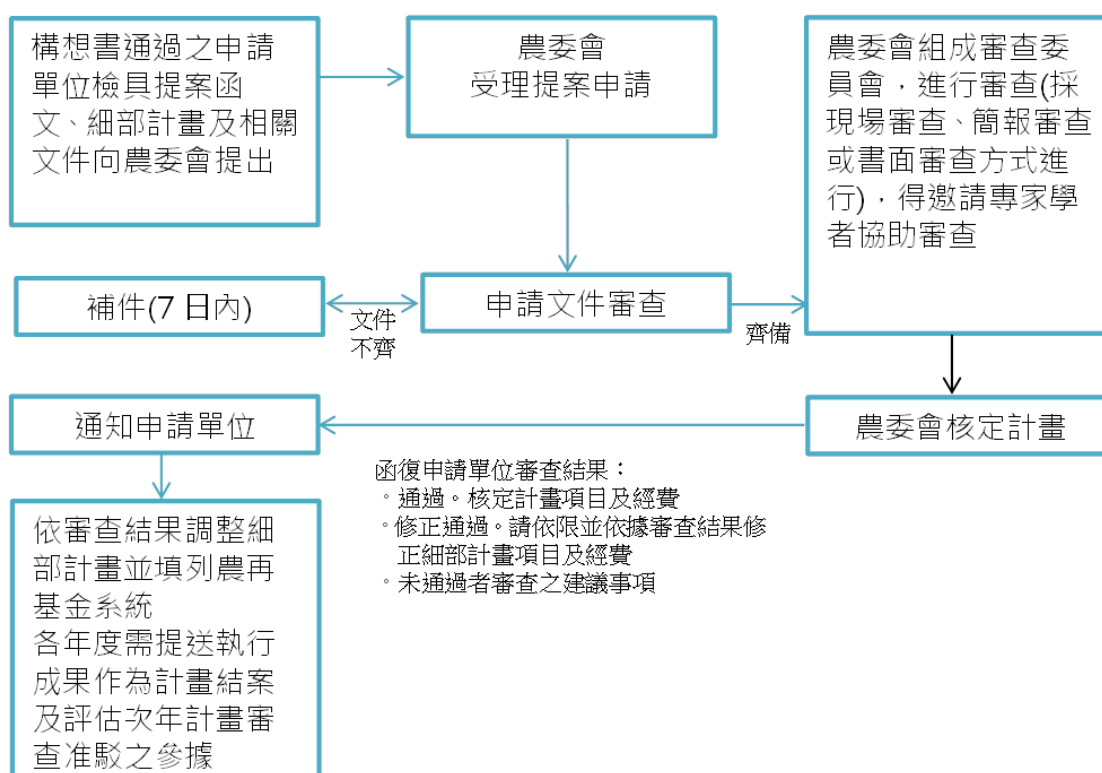 構想書通過之申請
單位檢具提案函
文、細部計畫及相關
文件向農委會提出
農委會
受理提案申請
農委會組成審查委
員會，進行審查(採
現場審查、簡報審查
或書面審查方式進
行)，得邀請專家學
者協助審查
補件(7 日內)
文件
不齊
申請文件審查
齊備
通知申請單位
農委會核定計畫
函復申請單位審查結果：
。通過。核定計畫項目及經費
。修正通過。請依限並依據審查結果修
正細部計畫項目及經費
。未通過者審查之建議事項
依審查結果調整細
部計畫並填列農再
基金系統
各年度需提送執行
成果作為計畫結案
及評估次年計畫審
查准駁之參據